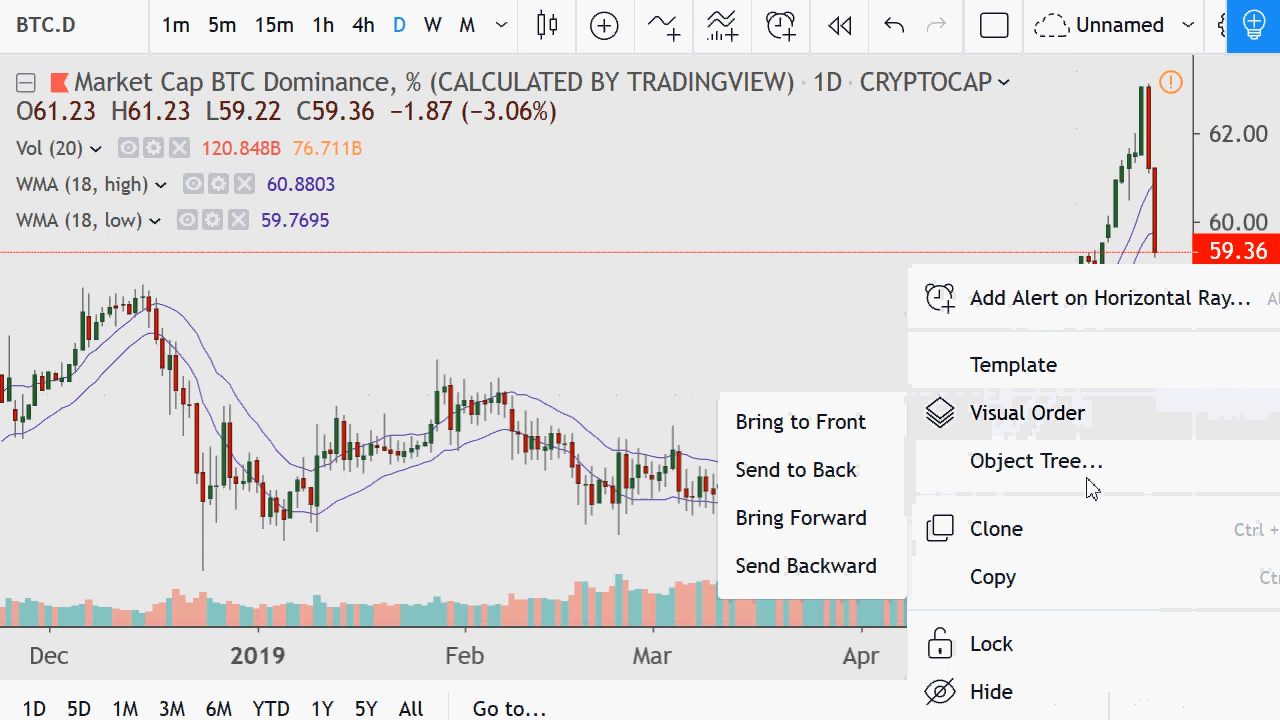 BTC.D 1m 5m 15m 1h 4h D W M Unnamed
Market Cap BTC Dominance, % (CALCULATED BY TRADINGVIEW) · 1D · CRYPTOCAP
O61.23 H61.23 L59.22 C59.36 −1.87 (−3.06%)
62.00
Vol (20) 120.848B 76.711B
WMA (18, high) 60.8803
WMA (18, low) 59.7695
60.00
59.36
Add Alert on Horizontal Ray...
Template
Visual Order
Bring to Front
Object Tree...
Send to Back
Bring Forward
Clone Ctrl +
Send Backward
Copy
Lock
Dec 2019 Feb Mar Apr
Hide
1D 5D 1M 3M 6M YTD 1Y 5Y All Go to...